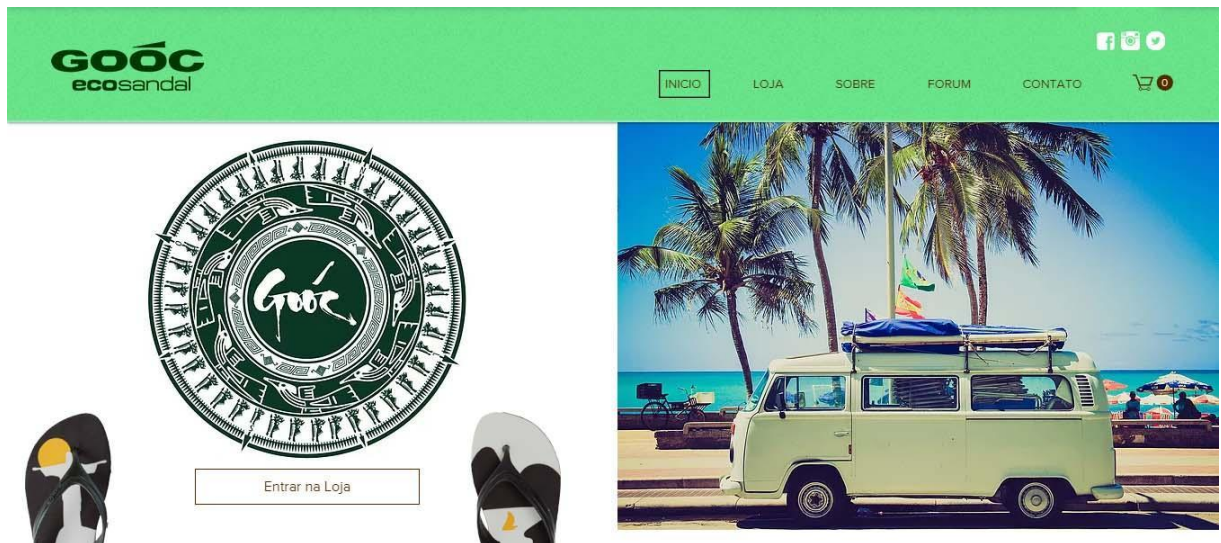 GOÓC
ecosandal
INICIO
LOJA
SOBRE
FORUM
CONTATO
0
Goóc
Entrar na Loja